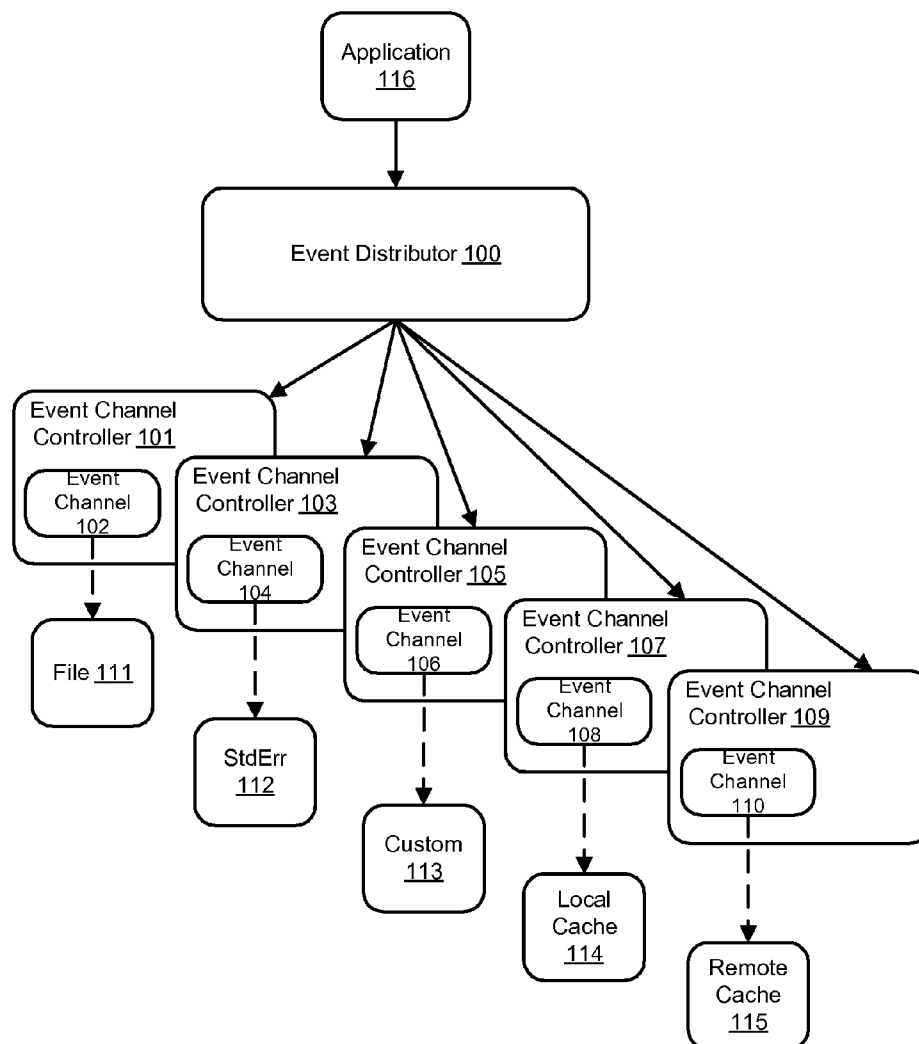 Application
116
Event Distributor 100
Event Channel
Controller 101
Event
Channel
102
File 111
Event Channel
Controller 103
Event
Channel
104
StdErr
112
Event Channel
Controller 105
Event
Channel
106
Custom
113
Event Channel
Controller 107
Event
Channel
108
Local
Cache
114
Event Channel
Controller 109
Event
Channel
110
Remote
Cache
115